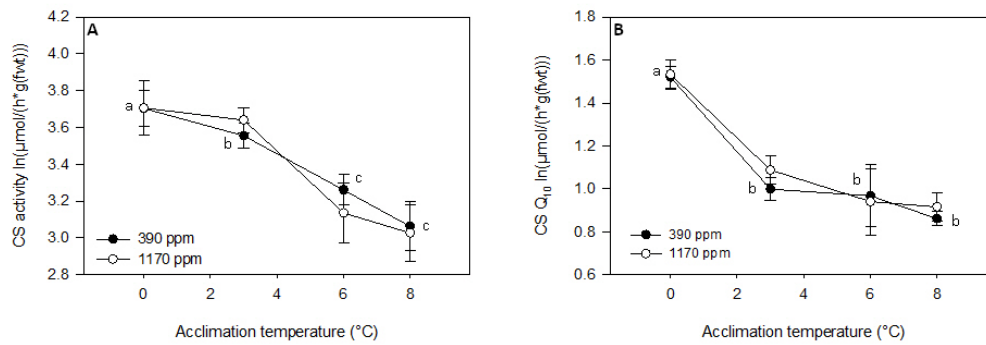 A
CS activity ln(µmol/(h*g(fwt)))
4.2
4.0
3.8
3.6
3.4
3.2
3.0
2.8
a
b
c
c
390 ppm
1170 ppm
0 2 4 6 8
Acclimation temperature (°C)
B
CS Q10 ln(µmol/(h*g(fwt)))
1.8
1.6
1.4
1.2
1.0
0.8
0.6
a
b
b
b
390 ppm
1170 ppm
0 2 4 6 8
Acclimation temperature (°C)